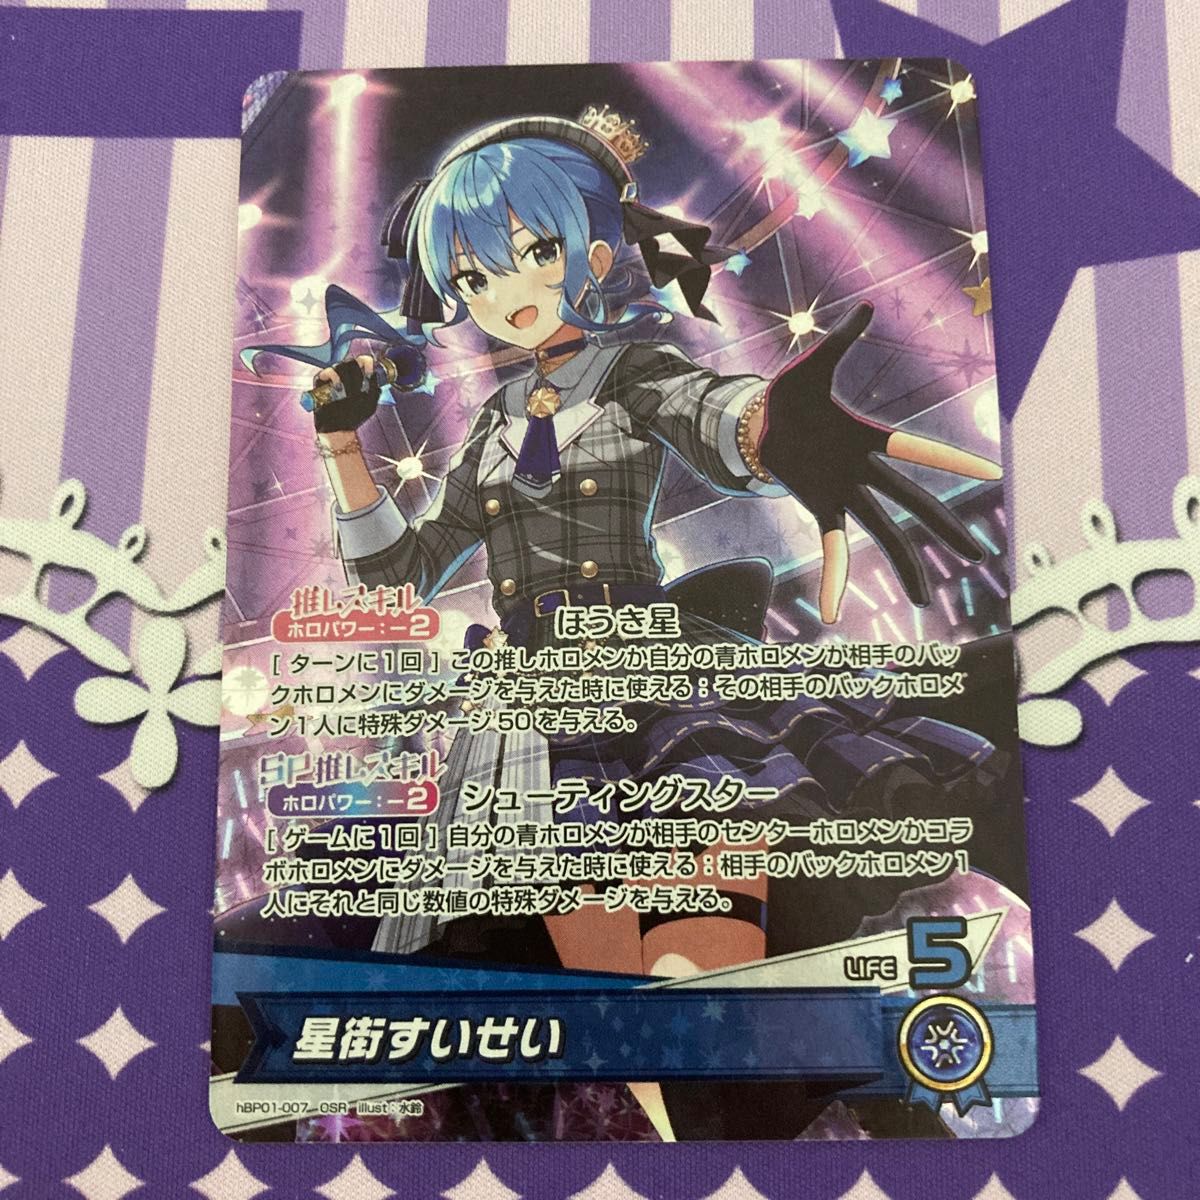 推しスキル
ホロパワー：－2
ほうき星
[ ターンに1回 ] この推しホロメンか自分の青ホロメンが相手のバッ
クホロメンにダメージを与えた時に使える：その相手のバックホロメ
ン1人に特殊ダメージ50を与える。
SP推しスキル
ホロパワー：－2
シューティングスター
[ ゲームに1回 ] 自分の青ホロメンが相手のセンターホロメンかコラ
ボホロメンにダメージを与えた時に使える：相手のバックホロメン1
人にそれと同じ数値の特殊ダメージを与える。
LIFE 5
星街すいせい
hBP01-007 OSR illust：水鈴